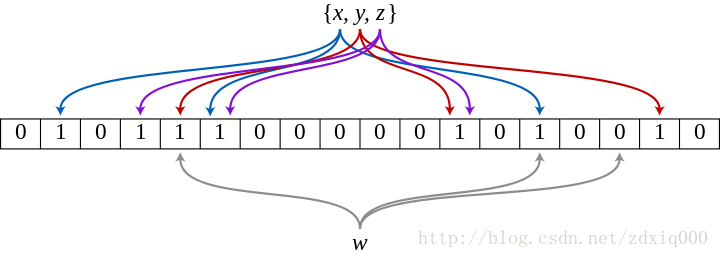 {x, y, z}
0 1 0 1 1 1 0 0 0 0 0 1 0 1 0 0 1 0
w
http://blog.csdn.net/zdxiq000